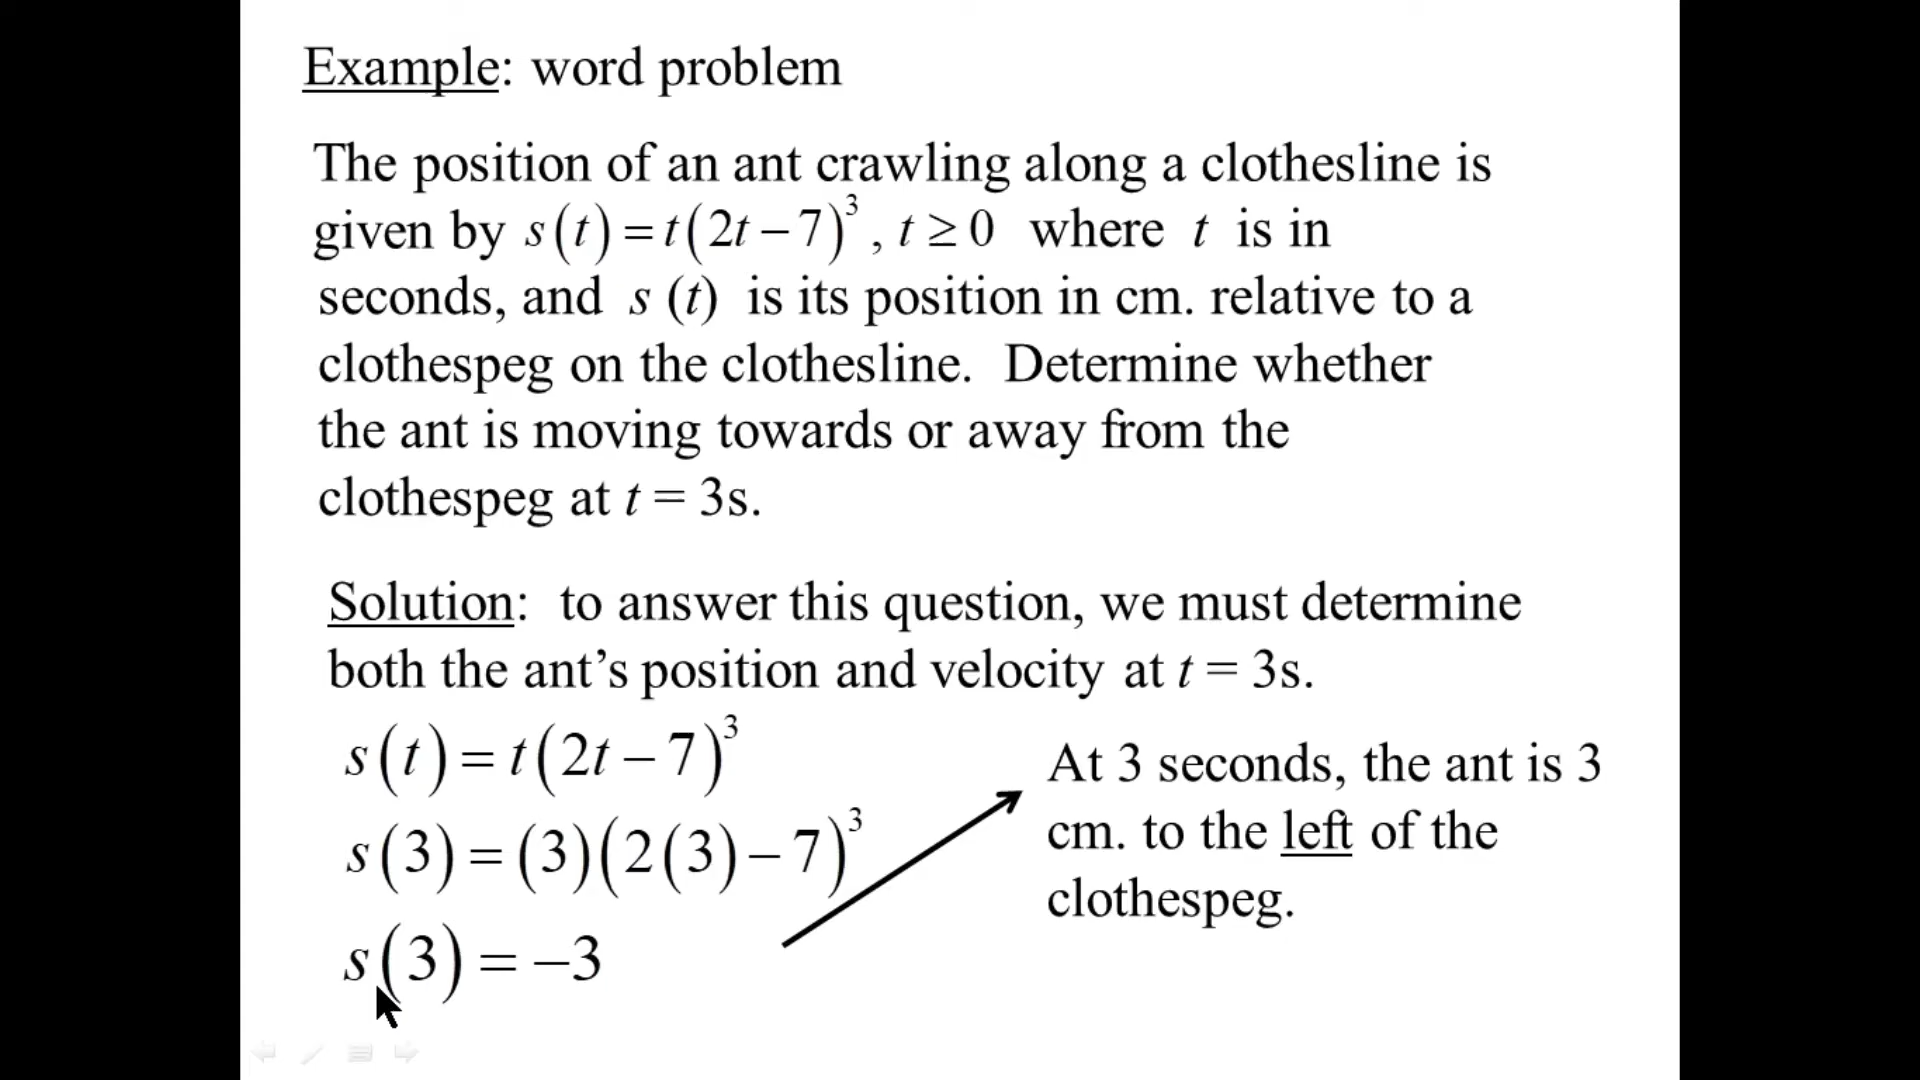 Example: word problem
The position of an ant crawling along a clothesline is
given by s(t) = t(2t − 7)³, t ≥ 0 where t is in
seconds, and s (t) is its position in cm. relative to a
clothespeg on the clothesline. Determine whether
the ant is moving towards or away from the
clothespeg at t = 3s.
Solution: to answer this question, we must determine
both the ant’s position and velocity at t = 3s.
s(t) = t(2t − 7)³
s(3) = (3)(2(3) − 7)³
s(3) = −3
At 3 seconds, the ant is 3
cm. to the left of the
clothespeg.